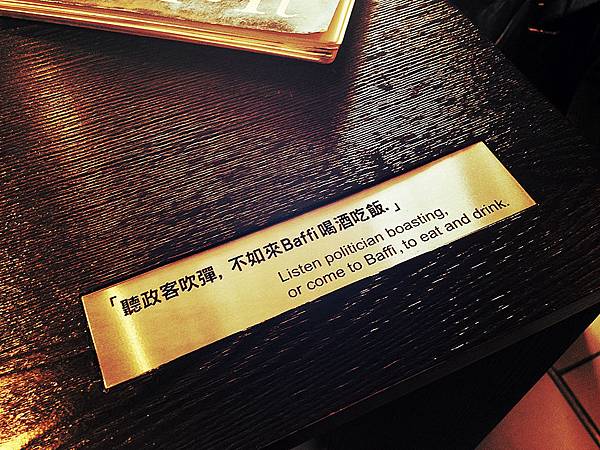 「聽政客吹彈，不如來Baffi喝酒吃飯.」
Listen politician boasting,
or come to Baffi ,to eat and drink.